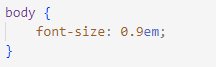 body {
    font-size: 0.9em;
}